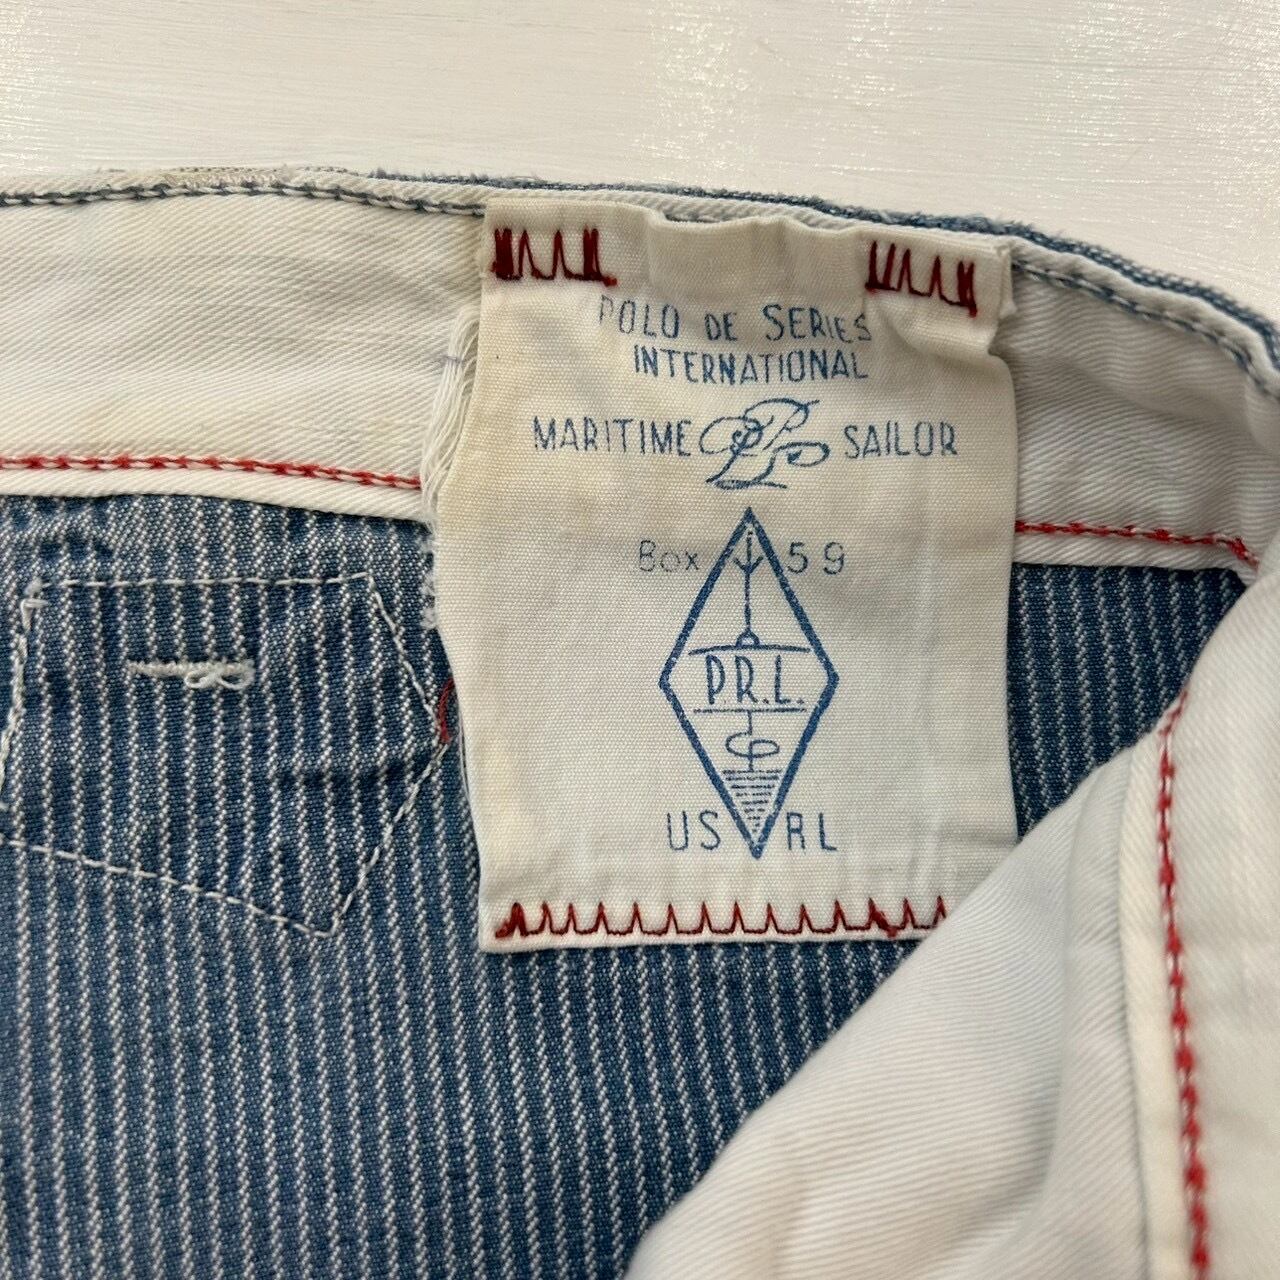 POLO DE SERIES
INTERNATIONAL
MARITIME SAILOR
Box 59
P.R.L.
US RL